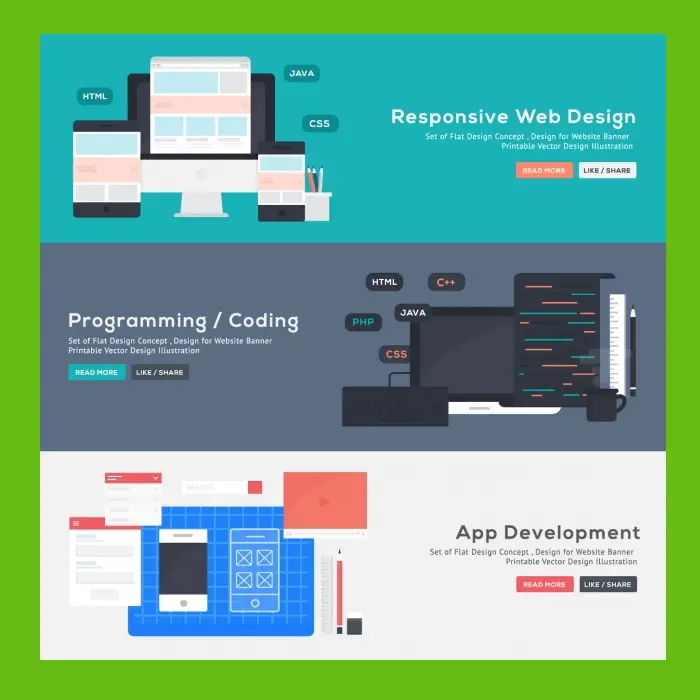 HTML
JAVA
CSS
Responsive Web Design
Set of Flat Design Concept , Design for Website Banner
Printable Vector Design Illustration
READ MORE
LIKE / SHARE
HTML
C++
PHP
JAVA
CSS
Programming / Coding
Set of Flat Design Concept , Design for Website Banner
Printable Vector Design Illustration
READ MORE
LIKE / SHARE
SEARCH
App Development
Set of Flat Design Concept , Design for Website Banner
Printable Vector Design Illustration
READ MORE
LIKE / SHARE